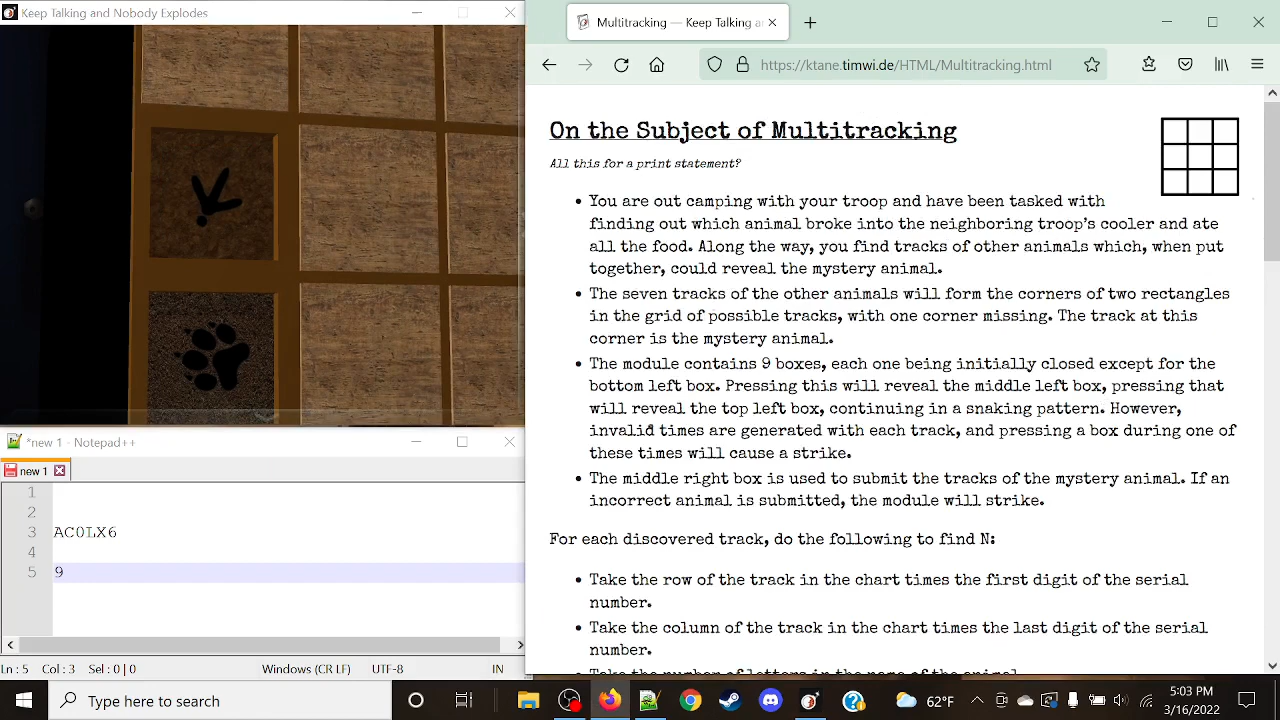 Keep Talking and Nobody Explodes
Multitracking — Keep Talking a
https://ktane.timwi.de/HTML/Multitracking.html
On the Subject of Multitracking
All this for a print statement?
• You are out camping with your troop and have been tasked with
finding out which animal broke into the neighboring troop's cooler and ate
all the food. Along the way, you find tracks of other animals which, when put
together, could reveal the mystery animal.
• The seven tracks of the other animals will form the corners of two rectangles
in the grid of possible tracks, with one corner missing. The track at this
corner is the mystery animal.
• The module contains 9 boxes, each one being initially closed except for the
bottom left box. Pressing this will reveal the middle left box, pressing that
will reveal the top left box, continuing in a snaking pattern. However,
invalid times are generated with each track, and pressing a box during one of
these times will cause a strike.
• The middle right box is used to submit the tracks of the mystery animal. If an
incorrect animal is submitted, the module will strike.
For each discovered track, do the following to find N:
• Take the row of the track in the chart times the first digit of the serial
number.
• Take the column of the track in the chart times the last digit of the serial
number.
• Take the number of letters in the name of the animal.
*new 1 - Notepad++
new 1
1
2
3 AC0LX6
4
5 9
Ln : 5 Col : 3 Sel : 0 | 0
Windows (CR LF)
UTF-8
IN
Type here to search
62°F
5:03 PM
3/16/2022